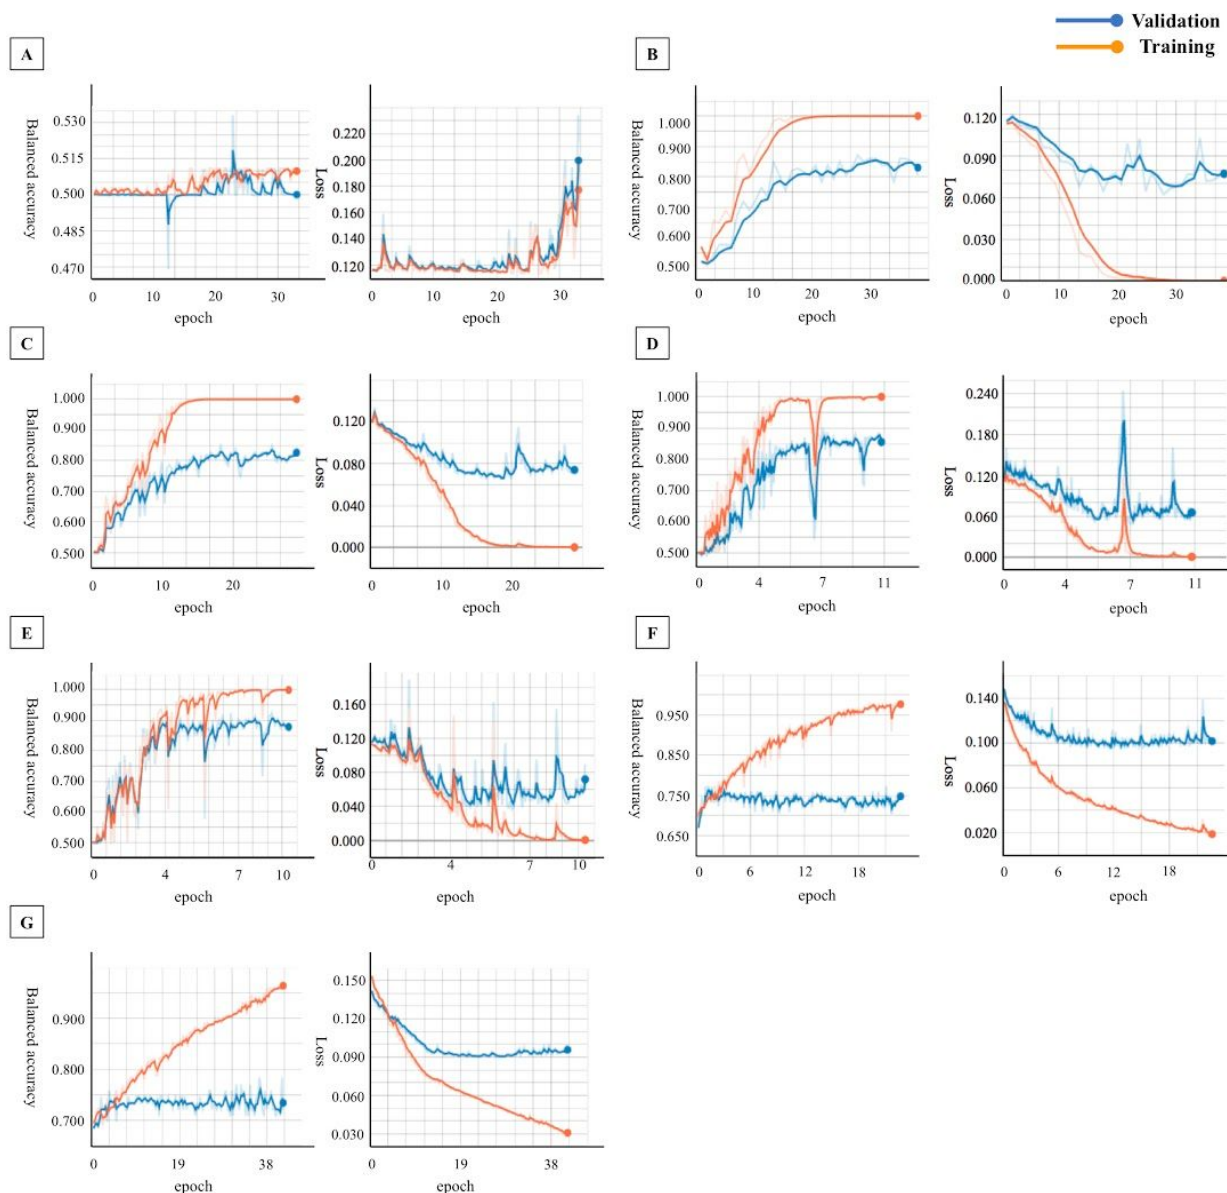 Validation
Training
A
Balanced accuracy
0.530
0.515
0.500
0.485
0.470
0 10 20 30
epoch
Loss
0.220
0.200
0.180
0.160
0.140
0.120
0 10 20 30
epoch
B
Balanced accuracy
1.000
0.900
0.800
0.700
0.600
0.500
0 10 20 30
epoch
Loss
0.120
0.090
0.060
0.030
0.000
0 10 20 30
epoch
C
Balanced accuracy
1.000
0.900
0.800
0.700
0.600
0.500
0 10 20
epoch
Loss
0.120
0.080
0.040
0.000
0 20
epoch
D
Balanced accuracy
1.000
0.900
0.800
0.700
0.600
0.500
0 4 7 11
epoch
Loss
0.240
0.180
0.120
0.060
0.000
0 4 7 11
epoch
E
Balanced accuracy
1.000
0.900
0.800
0.700
0.600
0.500
0 4 7 10
epoch
Loss
0.160
0.120
0.080
0.040
0.000
0 4 7 10
epoch
F
Balanced accuracy
0.950
0.850
0.750
0.650
0 6 12 18
epoch
Loss
0.140
0.100
0.060
0.020
0 6 12 18
epoch
G
Balanced accuracy
0.900
0.800
0.700
0 19 38
epoch
Loss
0.150
0.120
0.090
0.060
0.030
0 19 38
epoch